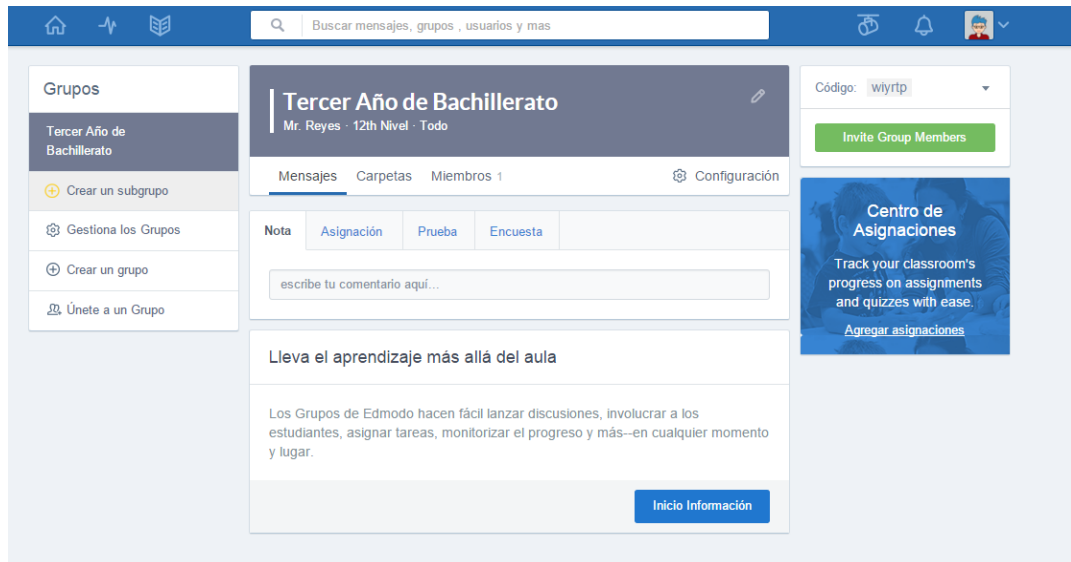 Buscar mensajes, grupos , usuarios y mas
Grupos
Tercer Año de
Bachillerato
Crear un subgrupo
Gestiona los Grupos
Crear un grupo
Únete a un Grupo
Tercer Año de Bachillerato
Mr. Reyes · 12th Nivel · Todo
Mensajes Carpetas Miembros 1 Configuración
Nota Asignación Prueba Encuesta
escribe tu comentario aquí...
Lleva el aprendizaje más allá del aula
Los Grupos de Edmodo hacen fácil lanzar discusiones, involucrar a los
estudiantes, asignar tareas, monitorizar el progreso y más--en cualquier momento
y lugar.
Inicio Información
Código: wiyrtp
Invite Group Members
Centro de
Asignaciones
Track your classroom's
progress on assignments
and quizzes with ease.
Agregar asignaciones